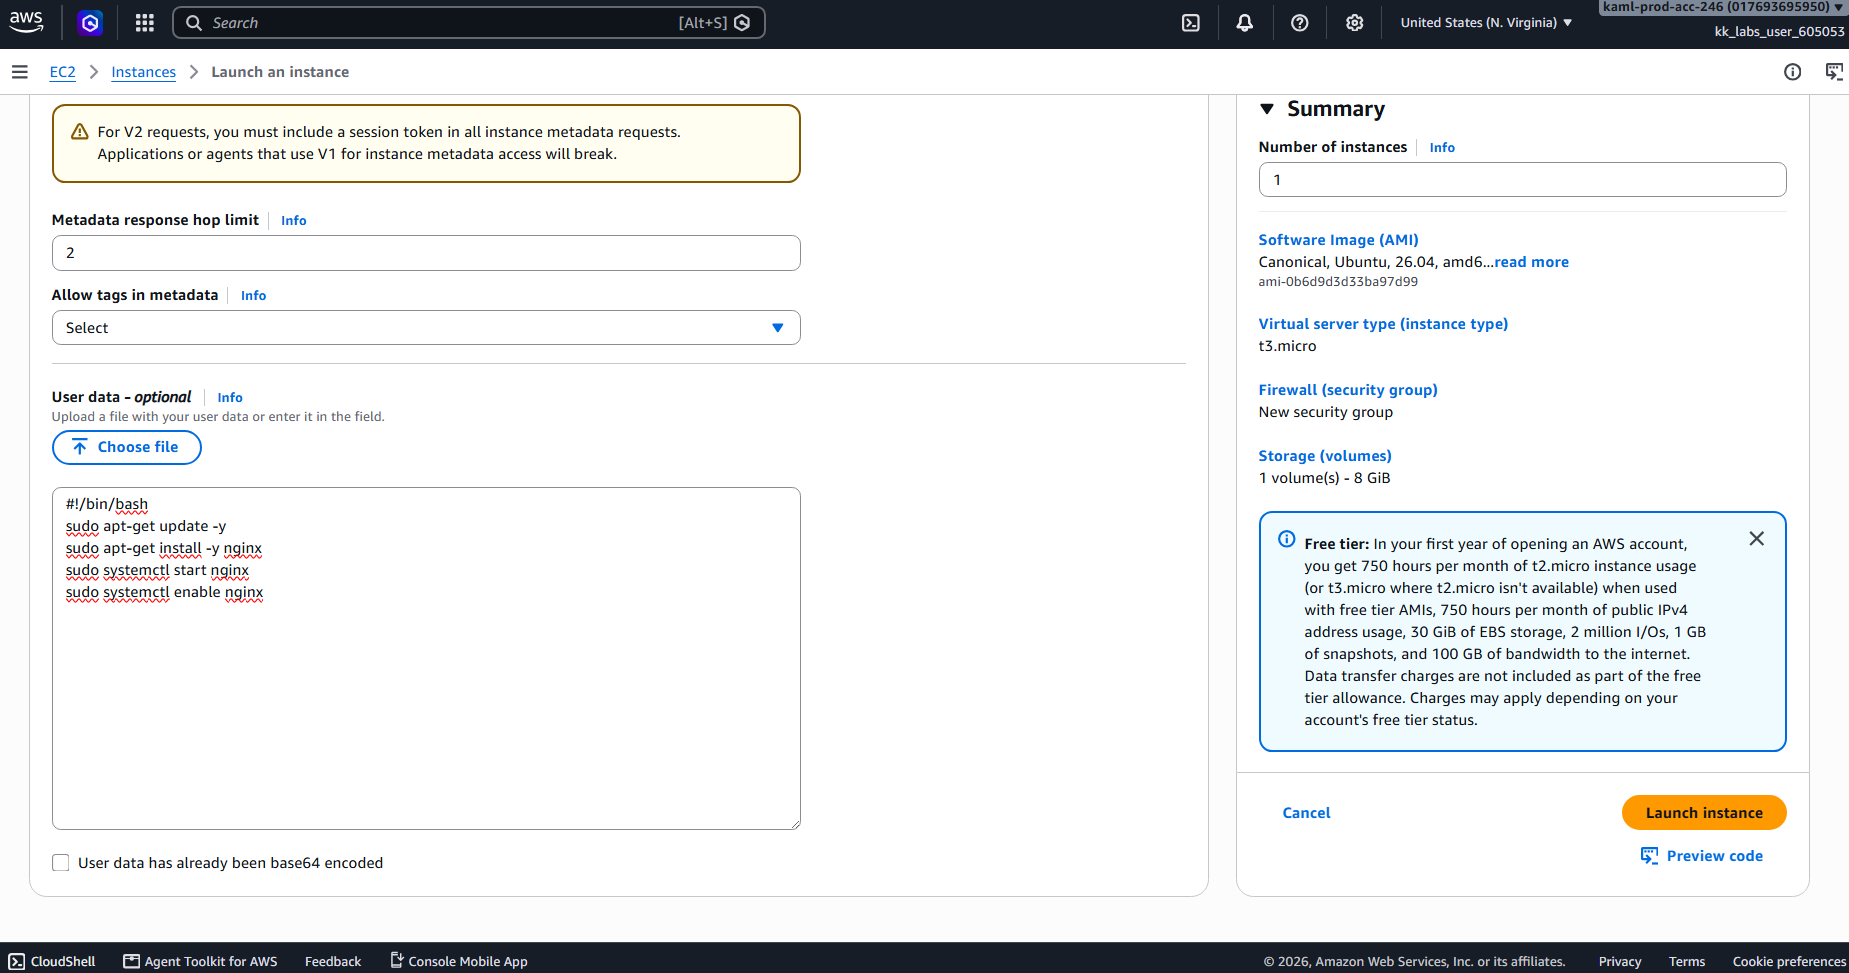 aws
Search
[Alt+S]
United States (N. Virginia)
kaml-prod-acc-246 (017693695950)
kk_labs_user_605053
EC2
Instances
Launch an instance
For V2 requests, you must include a session token in all instance metadata requests.
Applications or agents that use V1 for instance metadata access will break.
Metadata response hop limit
Info
2
Allow tags in metadata
Info
Select
User data - optional
Info
Upload a file with your user data or enter it in the field.
Choose file
#!/bin/bash
sudo apt-get update -y
sudo apt-get install -y nginx
sudo systemctl start nginx
sudo systemctl enable nginx
User data has already been base64 encoded
Summary
Number of instances
Info
1
Software Image (AMI)
Canonical, Ubuntu, 26.04, amd6...read more
ami-0b6d9d3d33ba97d99
Virtual server type (instance type)
t3.micro
Firewall (security group)
New security group
Storage (volumes)
1 volume(s) - 8 GiB
Free tier: In your first year of opening an AWS account,
you get 750 hours per month of t2.micro instance usage
(or t3.micro where t2.micro isn't available) when used
with free tier AMIs, 750 hours per month of public IPv4
address usage, 30 GiB of EBS storage, 2 million I/Os, 1 GB
of snapshots, and 100 GB of bandwidth to the internet.
Data transfer charges are not included as part of the free
tier allowance. Charges may apply depending on your
account's free tier status.
Cancel
Launch instance
Preview code
CloudShell
Agent Toolkit for AWS
Feedback
Console Mobile App
© 2026, Amazon Web Services, Inc. or its affiliates.
Privacy
Terms
Cookie preferences